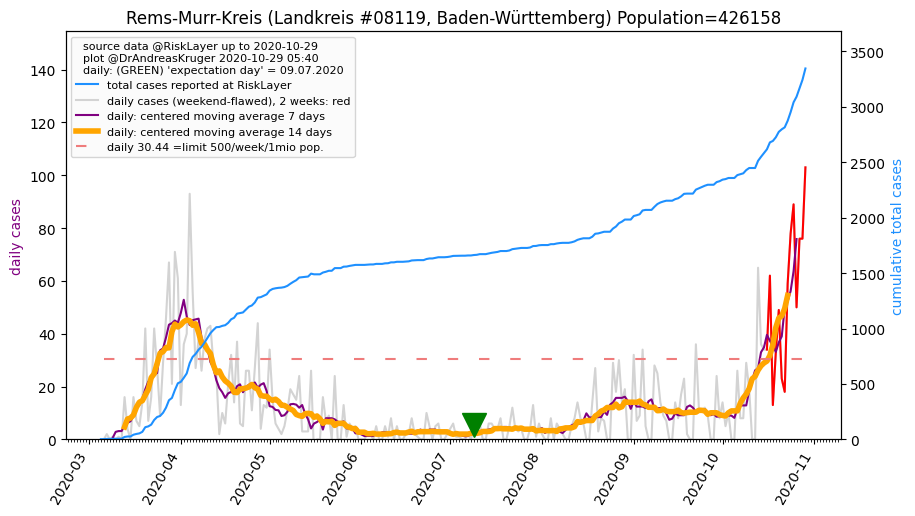 Rems-Murr-Kreis (Landkreis #08119, Baden-Württemberg) Population=426158
source data @RiskLayer up to 2020-10-29
plot @DrAndreasKruger 2020-10-29 05:40
daily: (GREEN) 'expectation day' = 09.07.2020
total cases reported at RiskLayer
daily cases (weekend-flawed), 2 weeks: red
daily: centered moving average 7 days
daily: centered moving average 14 days
daily 30.44 =limit 500/week/1mio pop.
daily cases
140
120
100
80
60
40
20
0
3500
3000
2500
2000
1500
1000
500
0
cumulative total cases
2020-03
2020-04
2020-05
2020-06
2020-07
2020-08
2020-09
2020-10
2020-11